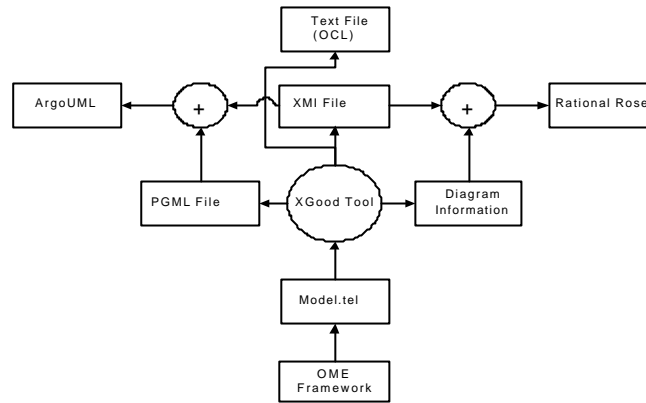 Text File
(OCL)
ArgoUML
+
XMI File
+
Rational Rose
PGML File
XGood Tool
Diagram
Information
Model.tel
OME
Framework